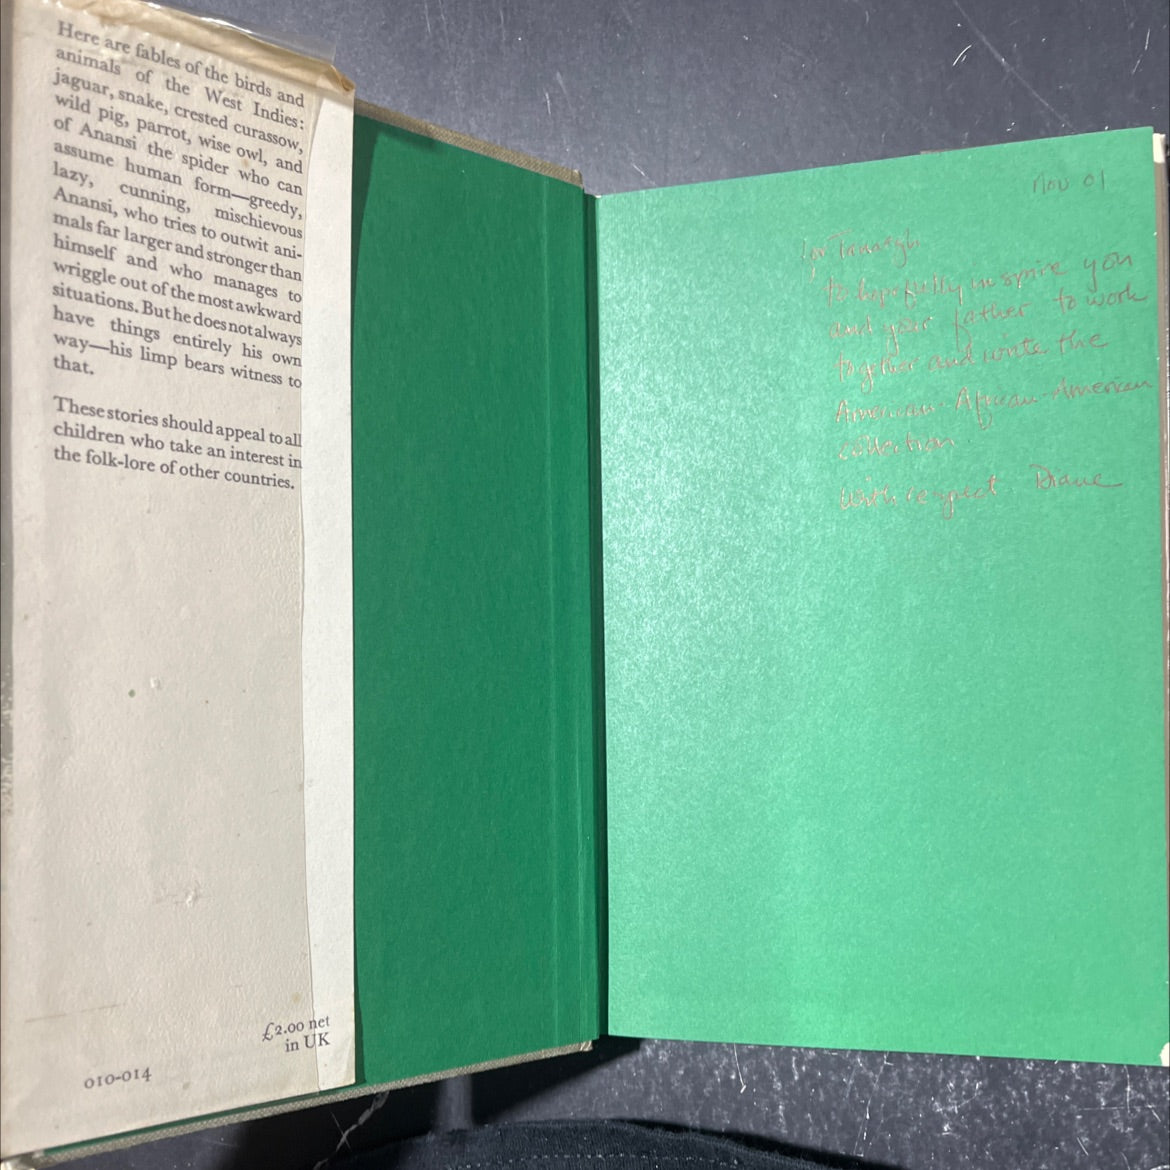 Here are fables of the birds and
animals of the West Indies:
jaguar, snake, crested curassow,
wild pig, parrot, wise owl, and
of Anansi the spider who can
assume human form—greedy,
lazy, cunning, mischievous
Anansi, who tries to outwit ani-
mals far larger and stronger than
himself and who manages to
wriggle out of the most awkward
situations. But he does not always
have things entirely his own
way—his limp bears witness to
that.
These stories should appeal to all
children who take an interest in
the folk-lore of other countries.
£2.00 net
in UK
010-014
Nov 01
for
to hopefully inspire you
and your father to work
together and write the
American-African-American
collection
With respect Diane